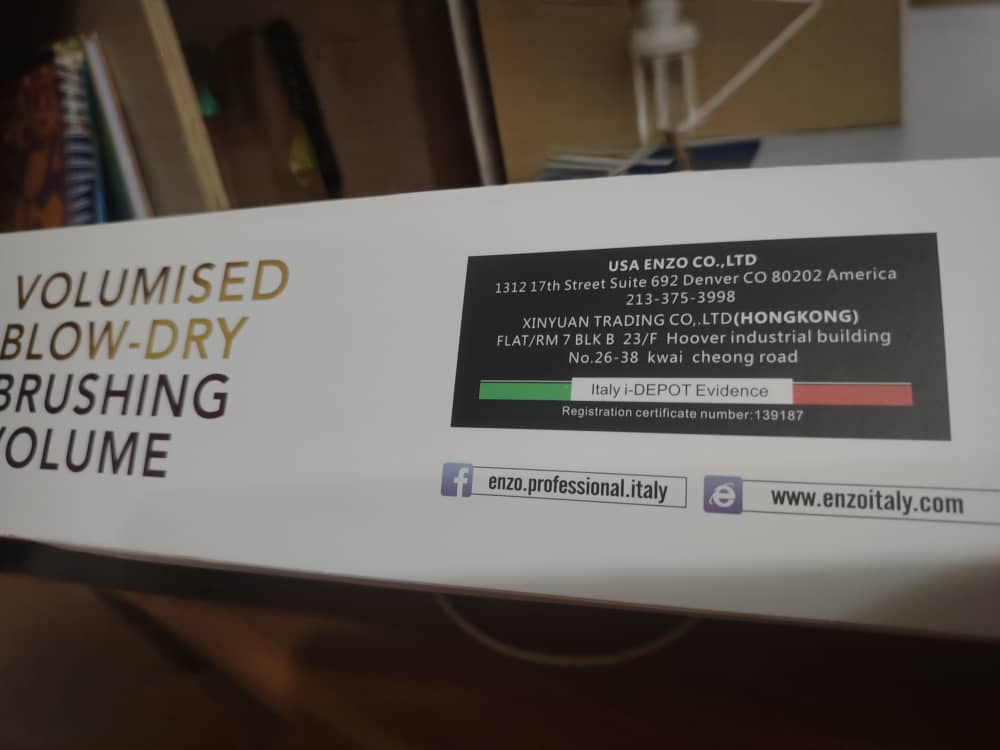 VOLUMISED
BLOW-DRY
BRUSHING
VOLUME
USA ENZO CO.,LTD
1312 17th Street Suite 692 Denver CO 80202 America
213-375-3998
XINYUAN TRADING CO,.LTD(HONGKONG)
FLAT/RM 7 BLK B 23/F Hoover industrial building
No.26-38 kwai cheong road
Italy i-DEPOT Evidence
Registration certificate number:139187
enzo.professional.italy
www.enzoitaly.com